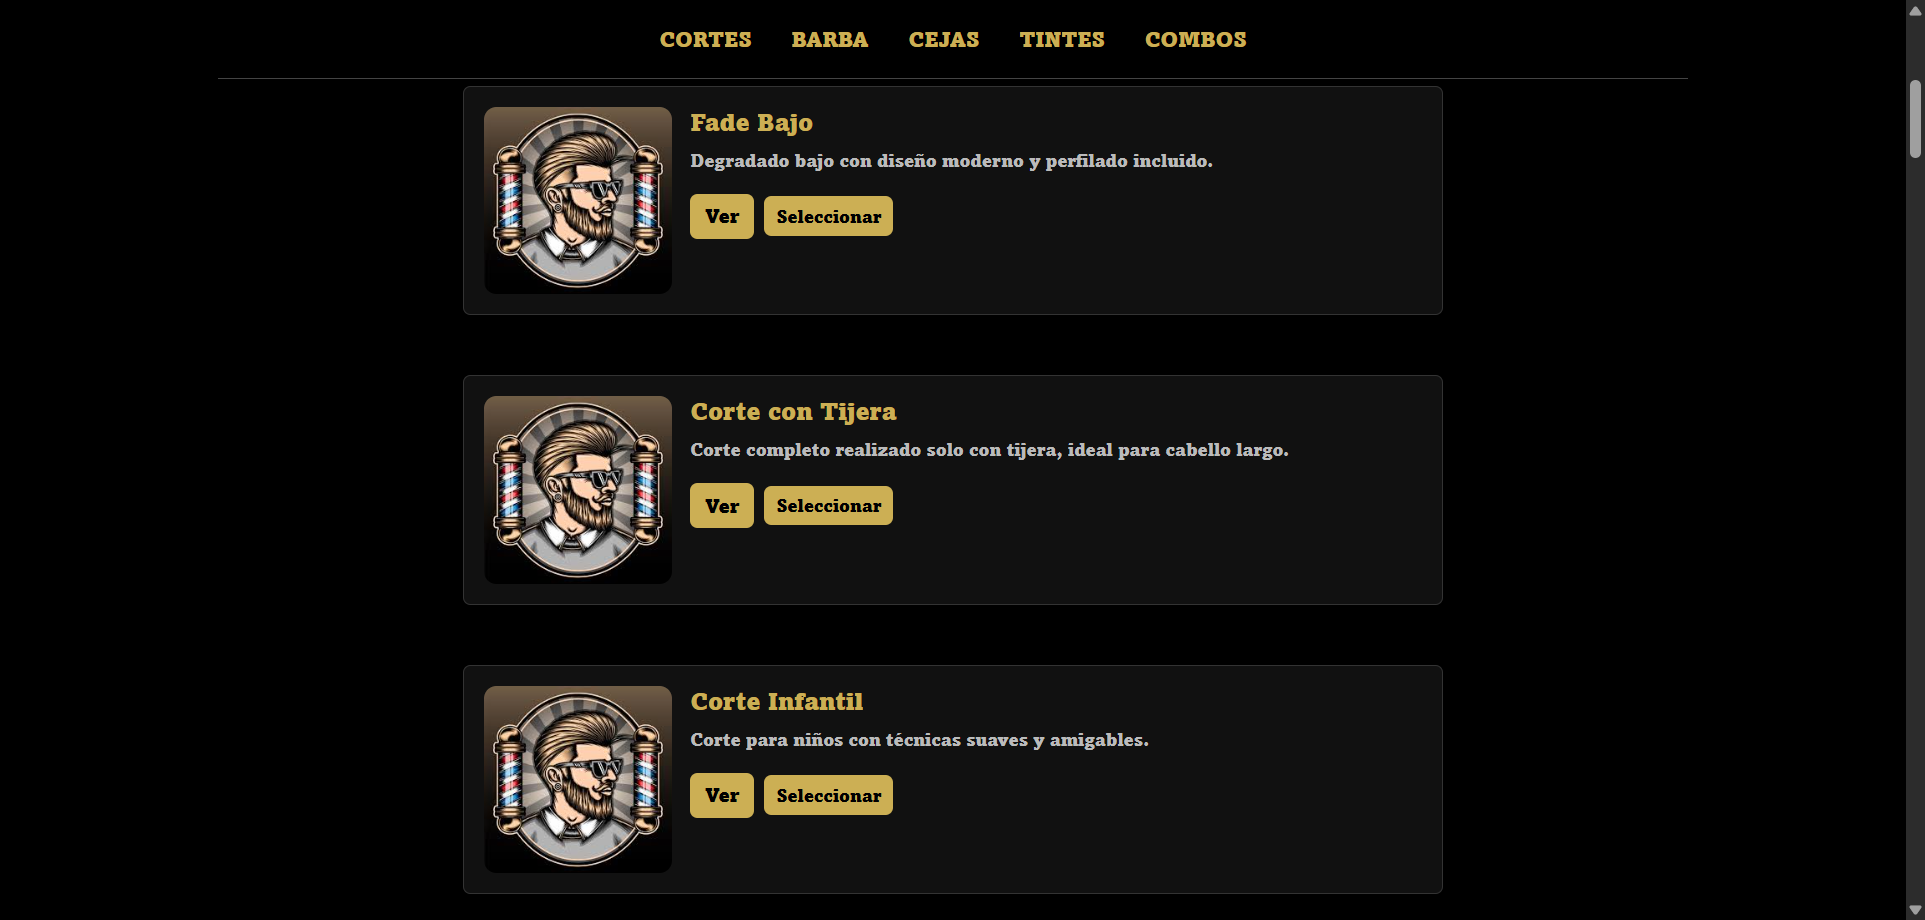 CORTES BARBA CEJAS TINTES COMBOS
Fade Bajo
Degradado bajo con diseño moderno y perfilado incluido.
Ver Seleccionar
Corte con Tijera
Corte completo realizado solo con tijera, ideal para cabello largo.
Ver Seleccionar
Corte Infantil
Corte para niños con técnicas suaves y amigables.
Ver Seleccionar